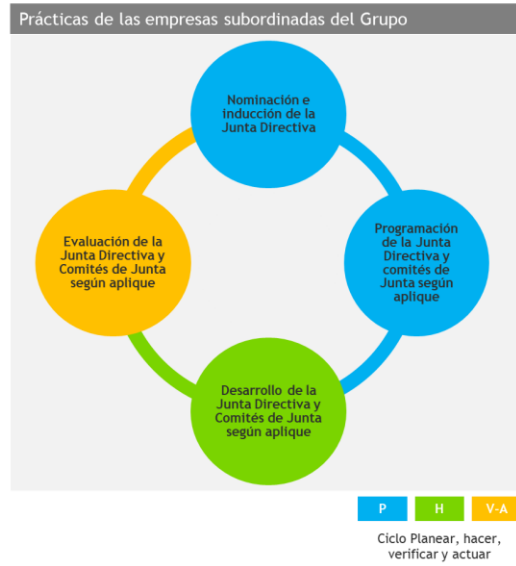 Prácticas de las empresas subordinadas del Grupo
Nominación e
inducción de la
Junta Directiva
Evaluación de la
Junta Directiva y
Comités de Junta
según aplique
Programación
de la Junta
Directiva y
comités de
Junta según
aplique
Desarrollo de la
Junta Directiva y
Comités de Junta
según aplique
P H V-A
Ciclo Planear, hacer,
verificar y actuar